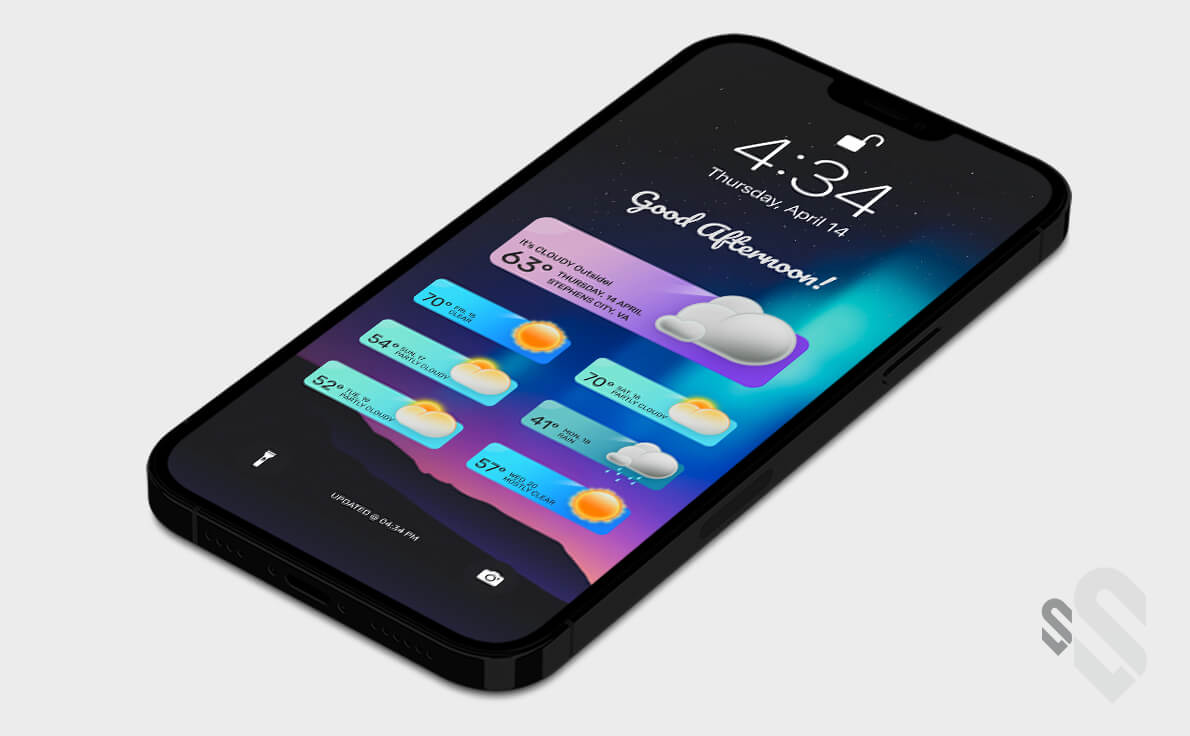 4:34
Thursday, April 14
Good Afternoon!
It's CLOUDY Outside!
63°
THURSDAY, 14 APRIL
STEPHENS CITY, VA
70°
FRI, 15
CLEAR
70°
SAT, 16
PARTLY CLOUDY
54°
SUN, 17
PARTLY CLOUDY
41°
MON, 18
RAIN
52°
TUE, 19
PARTLY CLOUDY
57°
WED, 20
MOSTLY CLEAR
UPDATED @ 04:34 PM